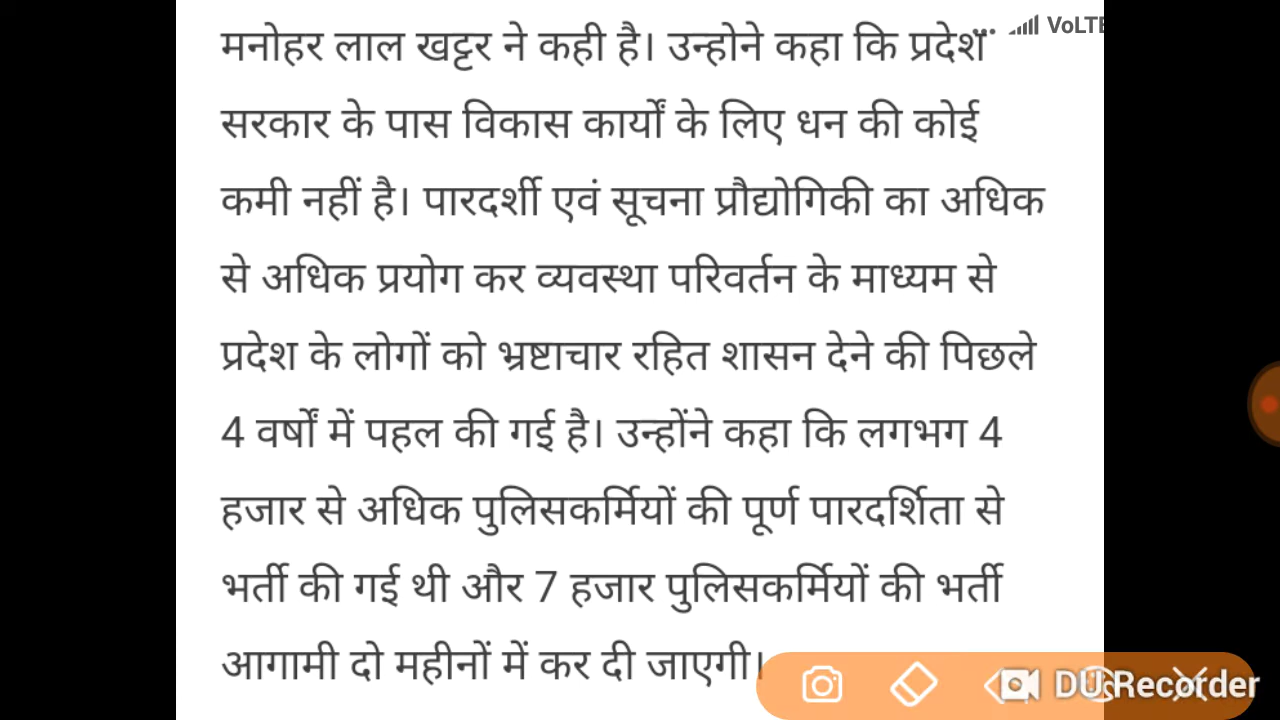 VoLTE
मनोहर लाल खट्टर ने कही है। उन्होने कहा कि प्रदेश
सरकार के पास विकास कार्यों के लिए धन की कोई
कमी नहीं है। पारदर्शी एवं सूचना प्रौद्योगिकी का अधिक
से अधिक प्रयोग कर व्यवस्था परिवर्तन के माध्यम से
प्रदेश के लोगों को भ्रष्टाचार रहित शासन देने की पिछले
4 वर्षों में पहल की गई है। उन्होंने कहा कि लगभग 4
हजार से अधिक पुलिसकर्मियों की पूर्ण पारदर्शिता से
भर्ती की गई थी और 7 हजार पुलिसकर्मियों की भर्ती
आगामी दो महीनों में कर दी जाएगी।
DU Recorder